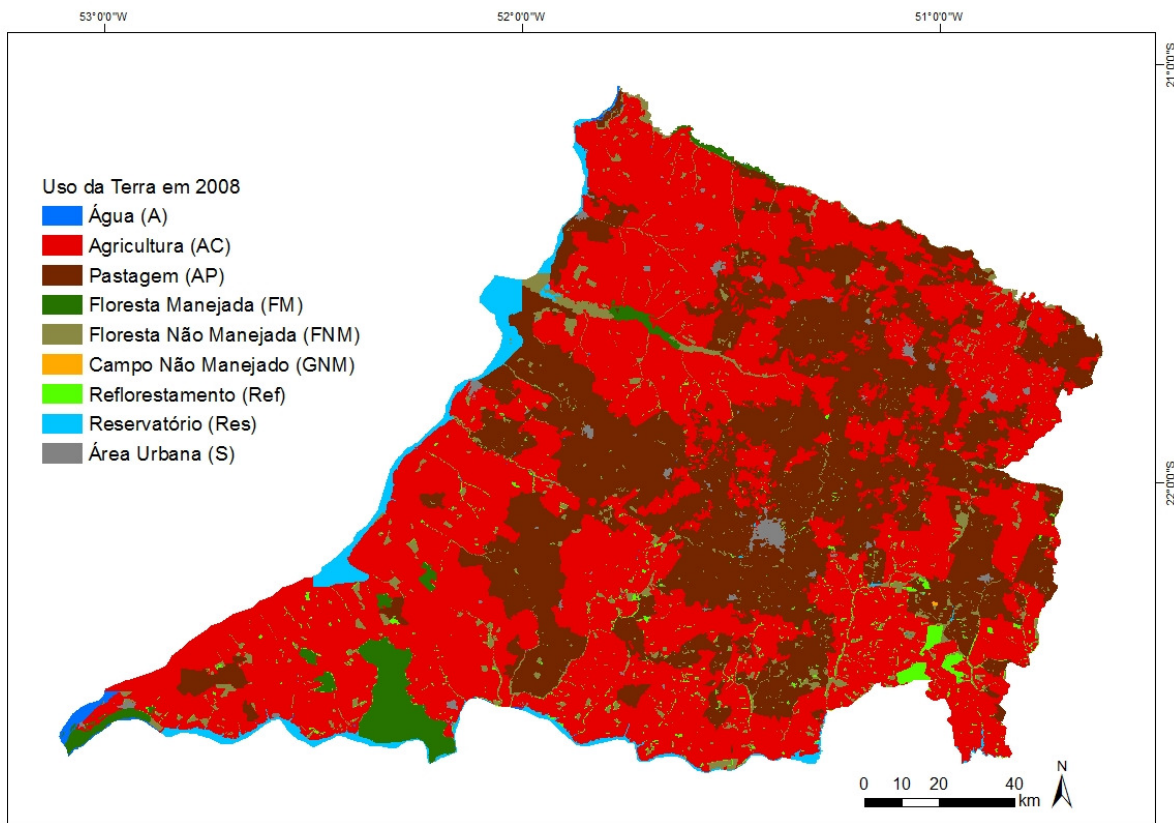 53°0'0"W 52°0'0"W 51°0'0"W
21°0'0"S
Uso da Terra em 2008
Água (A)
Agricultura (AC)
Pastagem (AP)
Floresta Manejada (FM)
Floresta Não Manejada (FNM)
Campo Não Manejado (GNM)
Reflorestamento (Ref)
Reservatório (Res)
Área Urbana (S)
22°0'0"S
N
0 10 20 40
km